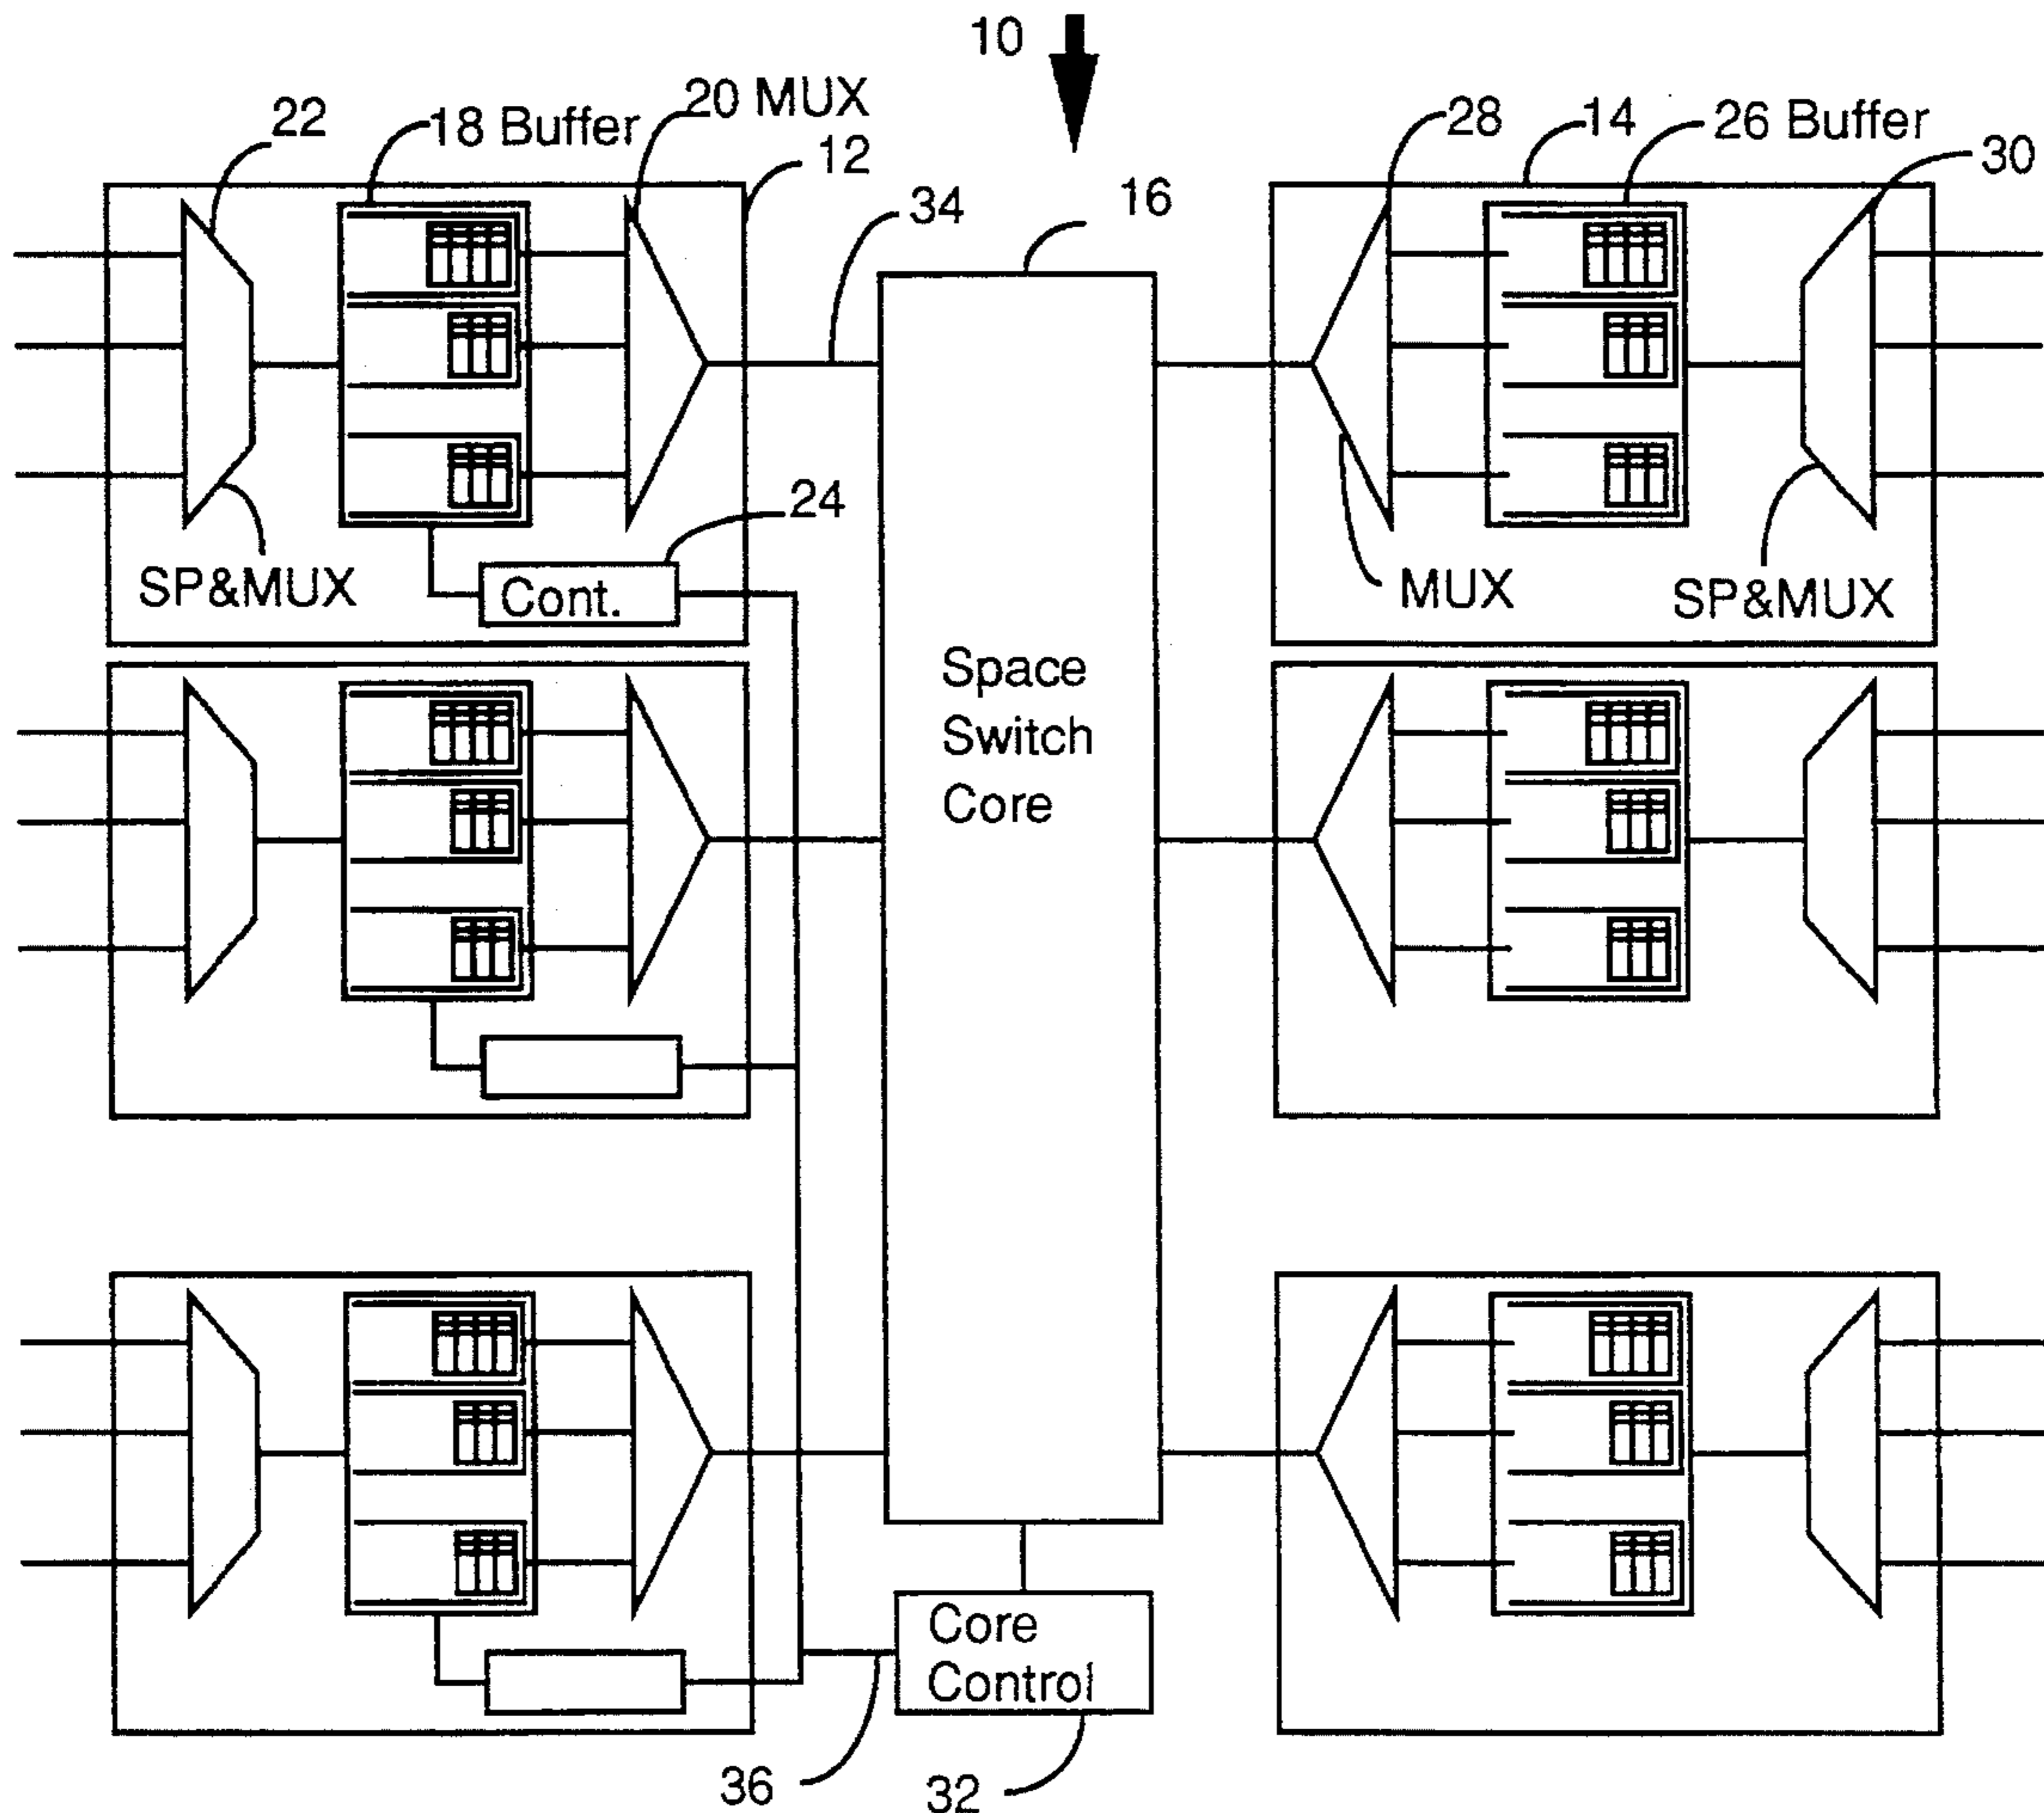 10
22
18 Buffer
20 MUX
12
34
16
28
14
26 Buffer
30
24
SP&MUX
Cont.
MUX
SP&MUX
Space
Switch
Core
Core
Control
36
32